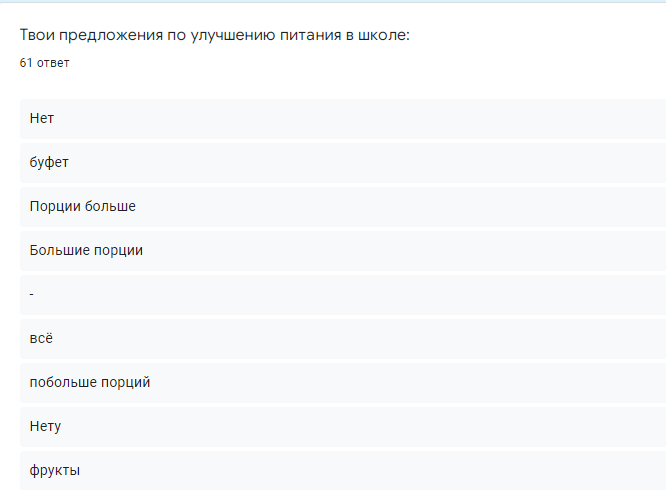 Твои предложения по улучшению питания в школе:
61 ответ
Нет
буфет
Порции больше
Большие порции
-
всё
побольше порций
Нету
фрукты